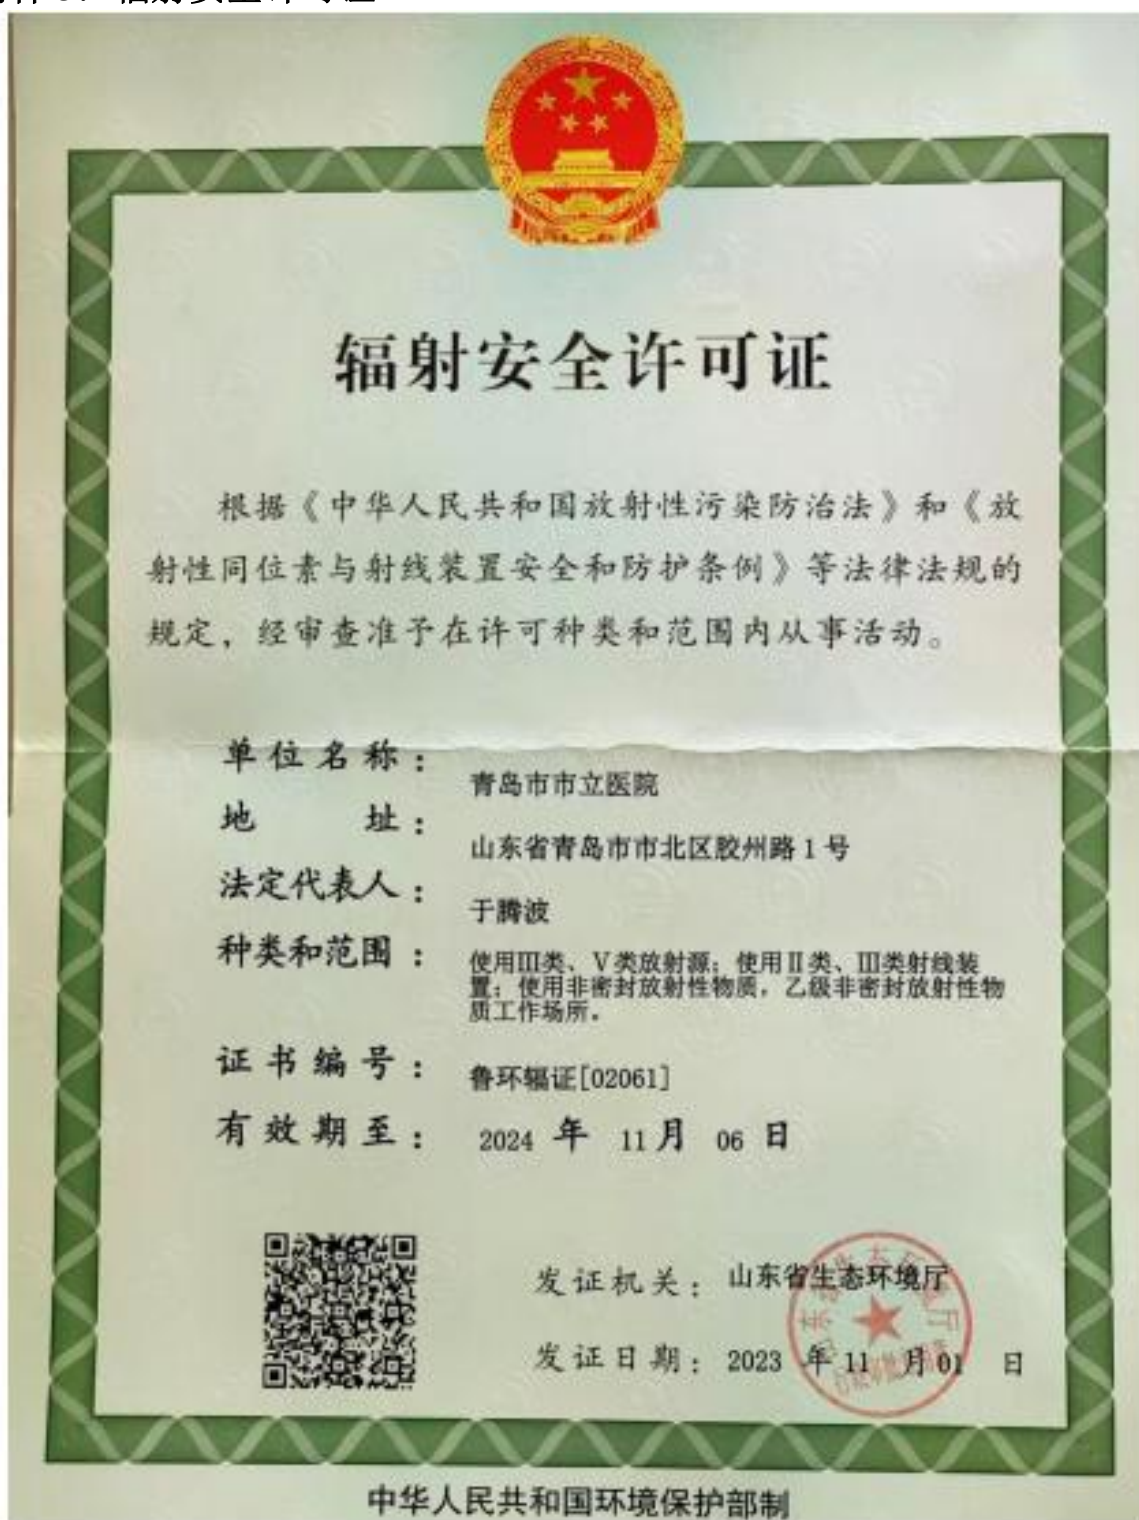 辐射安全许可证
根据《中华人民共和国放射性污染防治法》和《放
射性同位素与射线装置安全和防护条例》等法律法规的
规定，经审查准予在许可种类和范围内从事活动。
单位名称： 青岛市市立医院
地 址： 山东省青岛市市北区胶州路1号
法定代表人： 于腾波
种类和范围： 使用Ⅲ类、Ⅴ类放射源；使用Ⅱ类、Ⅲ类射线装
置；使用非密封放射性物质，乙级非密封放射性物
质工作场所。
证书编号： 鲁环辐证[02061]
有效期至： 2024 年 11 月 06 日
发证机关： 山东省生态环境厅
发证日期： 2023 年 11 月 01 日
中华人民共和国环境保护部制